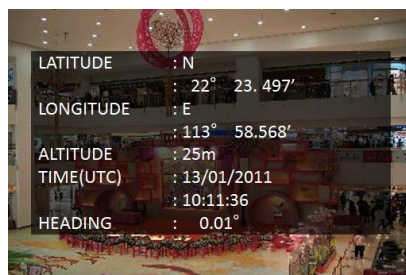 LATITUDE : N
: 22° 23. 497’
LONGITUDE : E
: 113° 58.568’
ALTITUDE : 25m
TIME(UTC) : 13/01/2011
: 10:11:36
HEADING : 0.01°